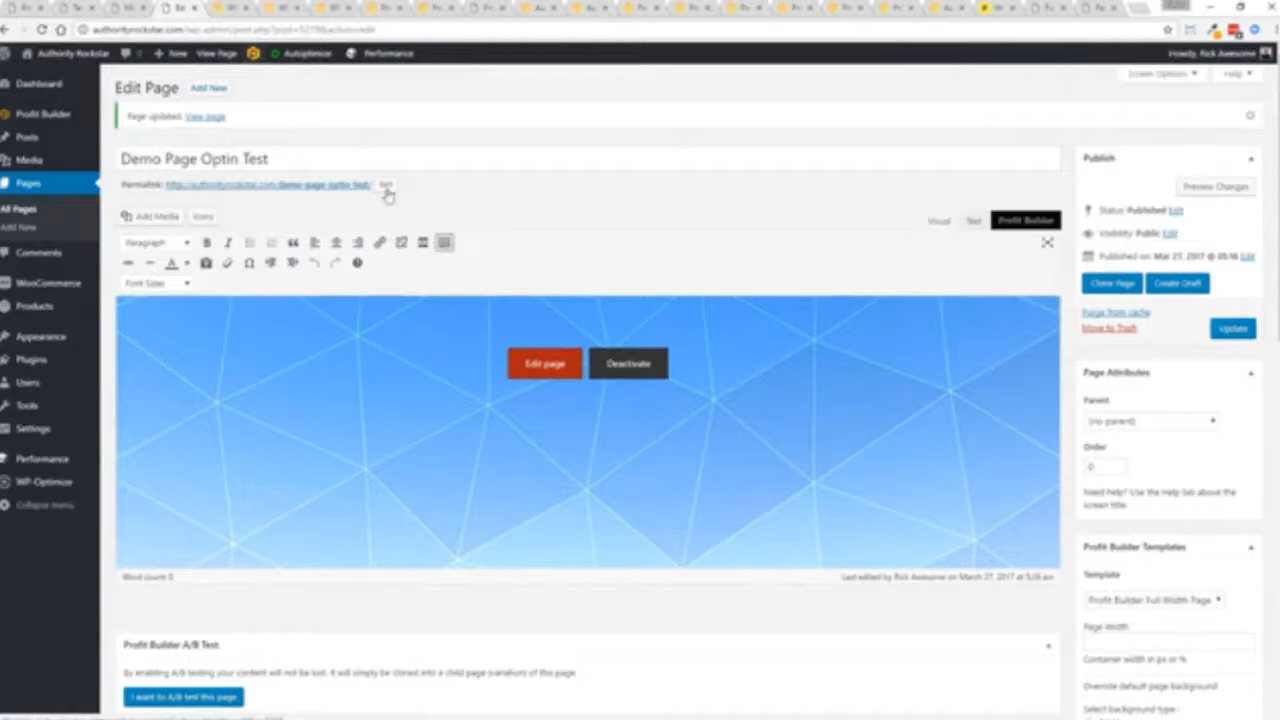 authorityrockstar.com/wp-admin/post.php?post=
Authority Rockstar
New
View Page
Autoptimize
Performance
Howdy, Rick Awesome
Dashboard
Profit Builder
Posts
Media
Pages
All Pages
Add New
Comments
WooCommerce
Products
Appearance
Plugins
Users
Tools
Settings
Performance
WP-Optimize
Collapse menu
Edit Page Add New
Screen Options Help
Page updated. View page
Demo Page Optin Test
Permalink: http://authorityrockstar.com/demo-page-optin-test/ Edit
Add Media Icons
Visual Text Profit Builder
Paragraph
Font Sizes
Edit page Deactivate
Word count: 0
Last edited by Rick Awesome on March 27, 2017 at 5:26 am
Profit Builder A/B Test
By enabling A/B testing your content will not be lost. It will simply be cloned into a child page (variation) of this page.
I want to A/B test this page
Publish
Preview Changes
Status: Published Edit
Visibility: Public Edit
Published on: Mar 27, 2017 @ 05:16 Edit
Clone Page Create Draft
Purge from cache
Move to Trash
Update
Page Attributes
Parent
(no parent)
Order
0
Need help? Use the Help tab above the
screen title.
Profit Builder Templates
Template
Profit Builder Full Width Page
Page Width
Container width in px or %
Override default page background
Select background type :